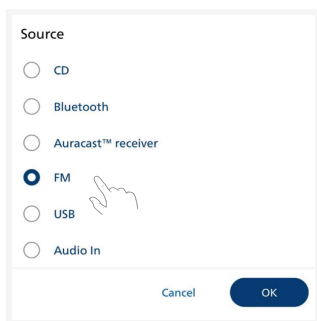 Source
CD
Bluetooth
Auracast™ receiver
FM
USB
Audio In
Cancel OK